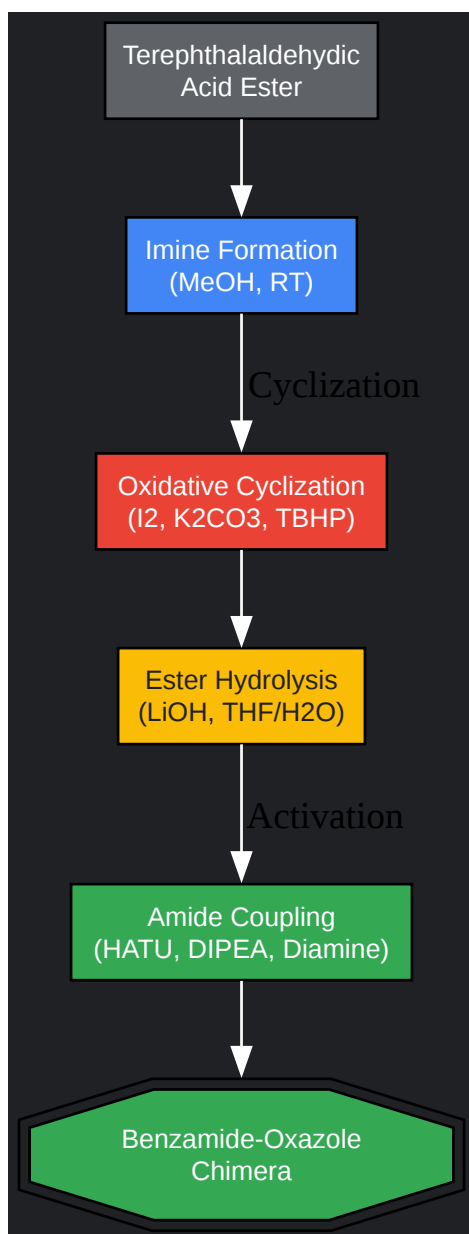 Terephthalaldehydic
Acid Ester
Imine Formation
(MeOH, RT)
Cyclization
Oxidative Cyclization
(I2, K2CO3, TBHP)
Ester Hydrolysis
(LiOH, THF/H2O)
Activation
Amide Coupling
(HATU, DIPEA, Diamine)
Benzamide-Oxazole
Chimera